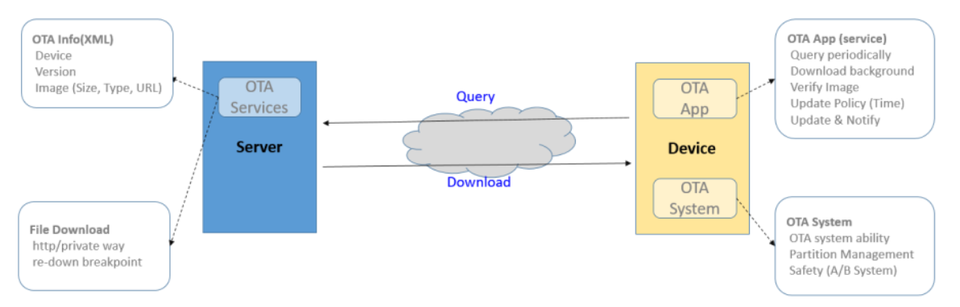 OTA Info(XML)
Device
Version
Image (Size, Type, URL)
File Download
http/private way
re-down breakpoint
OTA
Services
Server
Query
Download
OTA
App
Device
OTA
System
OTA App (service)
Query periodically
Download background
Verify Image
Update Policy (Time)
Update & Notify
OTA System
OTA system ability
Partition Management
Safety (A/B System)